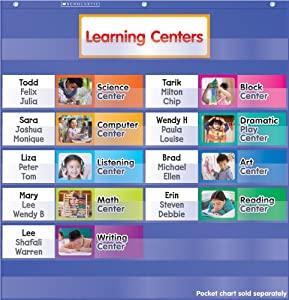 SCHOLASTIC
Learning Centers
Todd
Felix
Julia
Science
Center
Tarik
Milton
Chip
Block
Center
Sara
Joshua
Monique
Computer
Center
Wendy H
Paula
Louise
Dramatic
Play
Center
Liza
Peter
Tom
Listening
Center
Brad
Michael
Ellen
Art
Center
Mary
Lee
Wendy B
Math
Center
Erin
Steven
Debbie
Reading
Center
Lee
Shafali
Warren
Writing
Center
Pocket chart sold separately